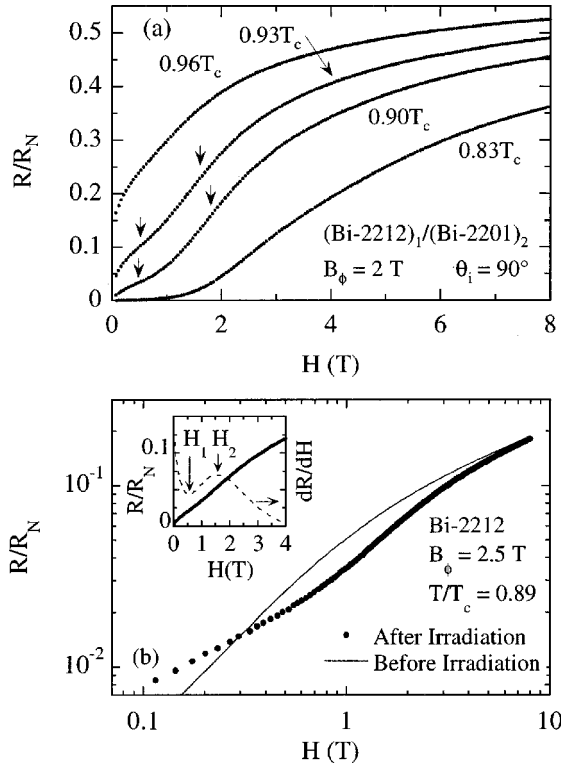 (a)
0.5
0.4
0.3
0.2
0.1
0
R/R_N
0.96T_c
0.93T_c
0.90T_c
0.83T_c
(Bi-2212)_1/(Bi-2201)_2
B_ϕ = 2 T θ_i = 90°
0 2 4 6 8
H (T)
10^-1
10^-2
R/R_N
0.1
0
R/R_N
H_1 H_2
dR/dH
0 1 2 3 4
H(T)
Bi-2212
B_ϕ = 2.5 T
T/T_c = 0.89
After Irradiation
Before Irradiation
(b)
0.1 1 10
H (T)